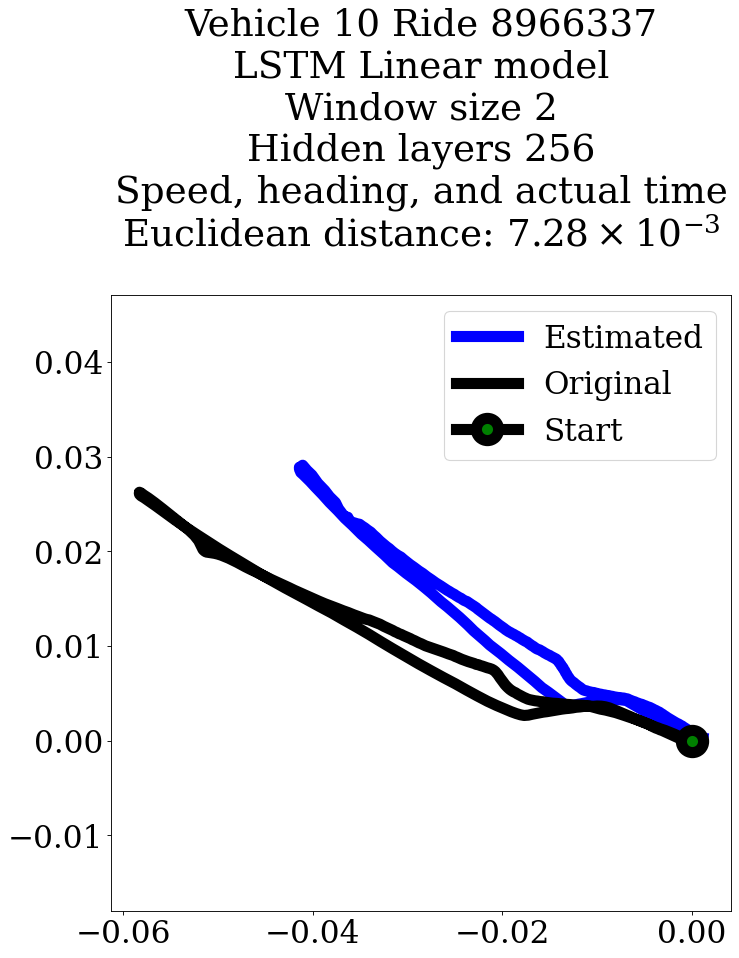 Vehicle 10 Ride 8966337
LSTM Linear model
Window size 2
Hidden layers 256
Speed, heading, and actual time
Euclidean distance: 7.28 × 10⁻³
Estimated
Original
Start
0.04
0.03
0.02
0.01
0.00
−0.01
−0.06 −0.04 −0.02 0.00